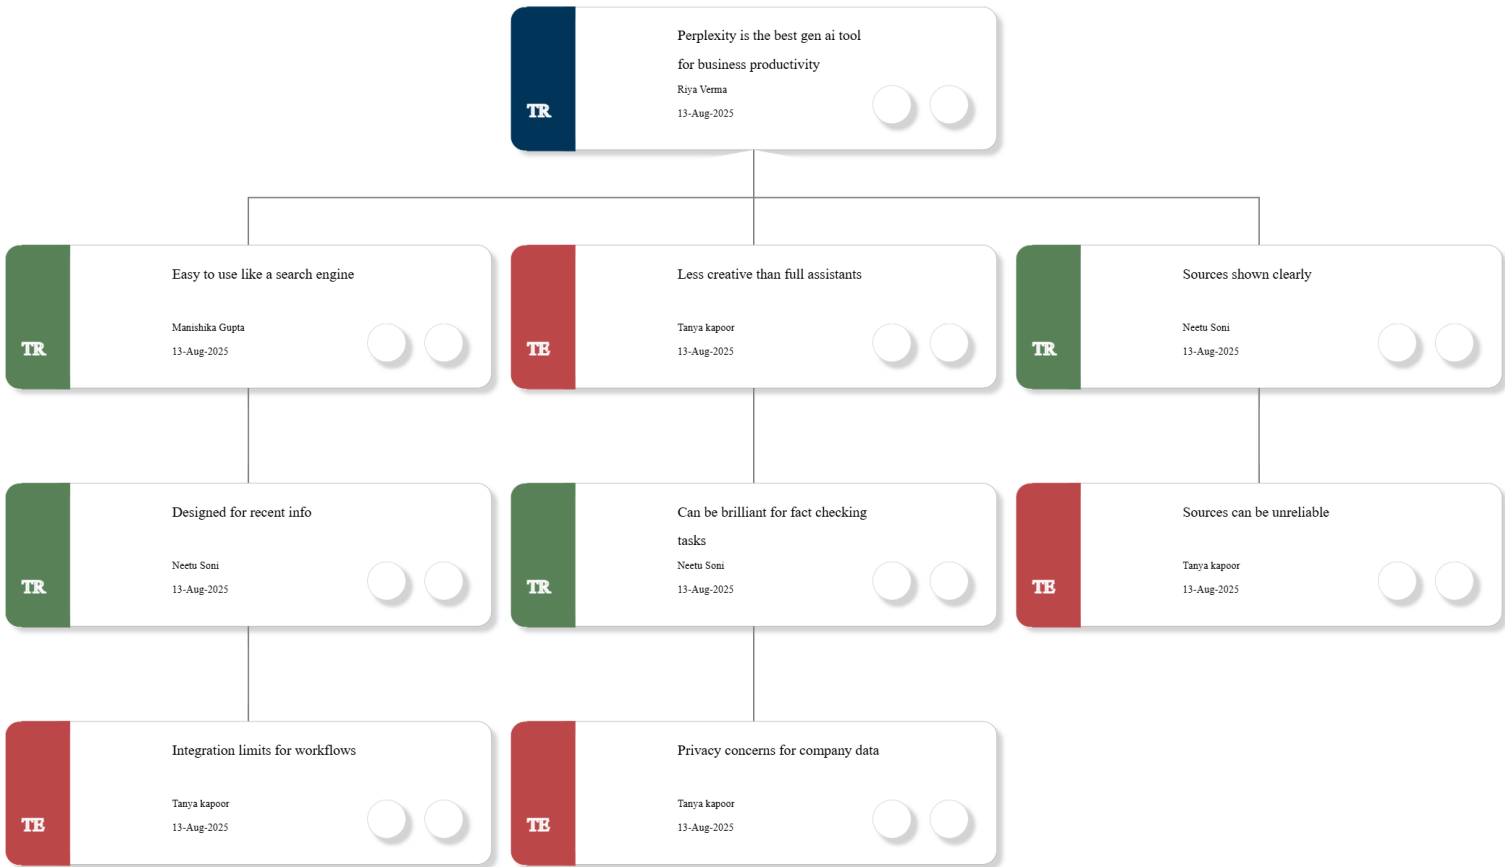 Perplexity is the best gen ai tool
for business productivity
Riya Verma
13-Aug-2025
TR
Easy to use like a search engine
Manishika Gupta
13-Aug-2025
TR
Less creative than full assistants
Tanya kapoor
13-Aug-2025
TE
Sources shown clearly
Neetu Soni
13-Aug-2025
TR
Designed for recent info
Neetu Soni
13-Aug-2025
TR
Can be brilliant for fact checking
tasks
Neetu Soni
13-Aug-2025
TR
Sources can be unreliable
Tanya kapoor
13-Aug-2025
TE
Integration limits for workflows
Tanya kapoor
13-Aug-2025
TE
Privacy concerns for company data
Tanya kapoor
13-Aug-2025
TE